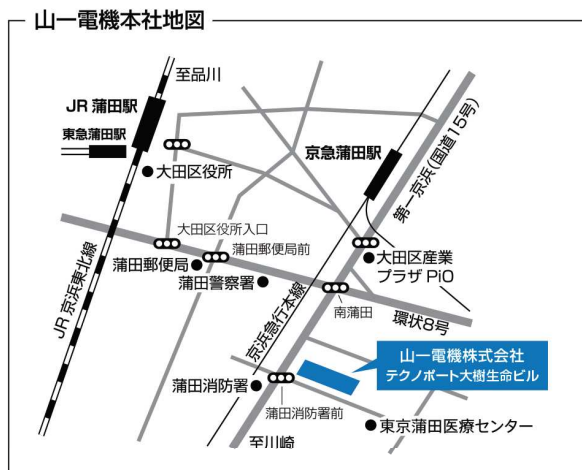 山一電機本社地図
至品川
JR 蒲田駅
東急蒲田駅
京急蒲田駅
第一京浜(国道15号)
大田区役所
大田区役所入口
蒲田郵便局前
蒲田郵便局
蒲田警察署
大田区産業
プラザ PiO
JR 京浜東北線
京浜急行本線
南蒲田
環状8号
山一電機株式会社
テクノポート大樹生命ビル
蒲田消防署
蒲田消防署前
東京蒲田医療センター
至川崎